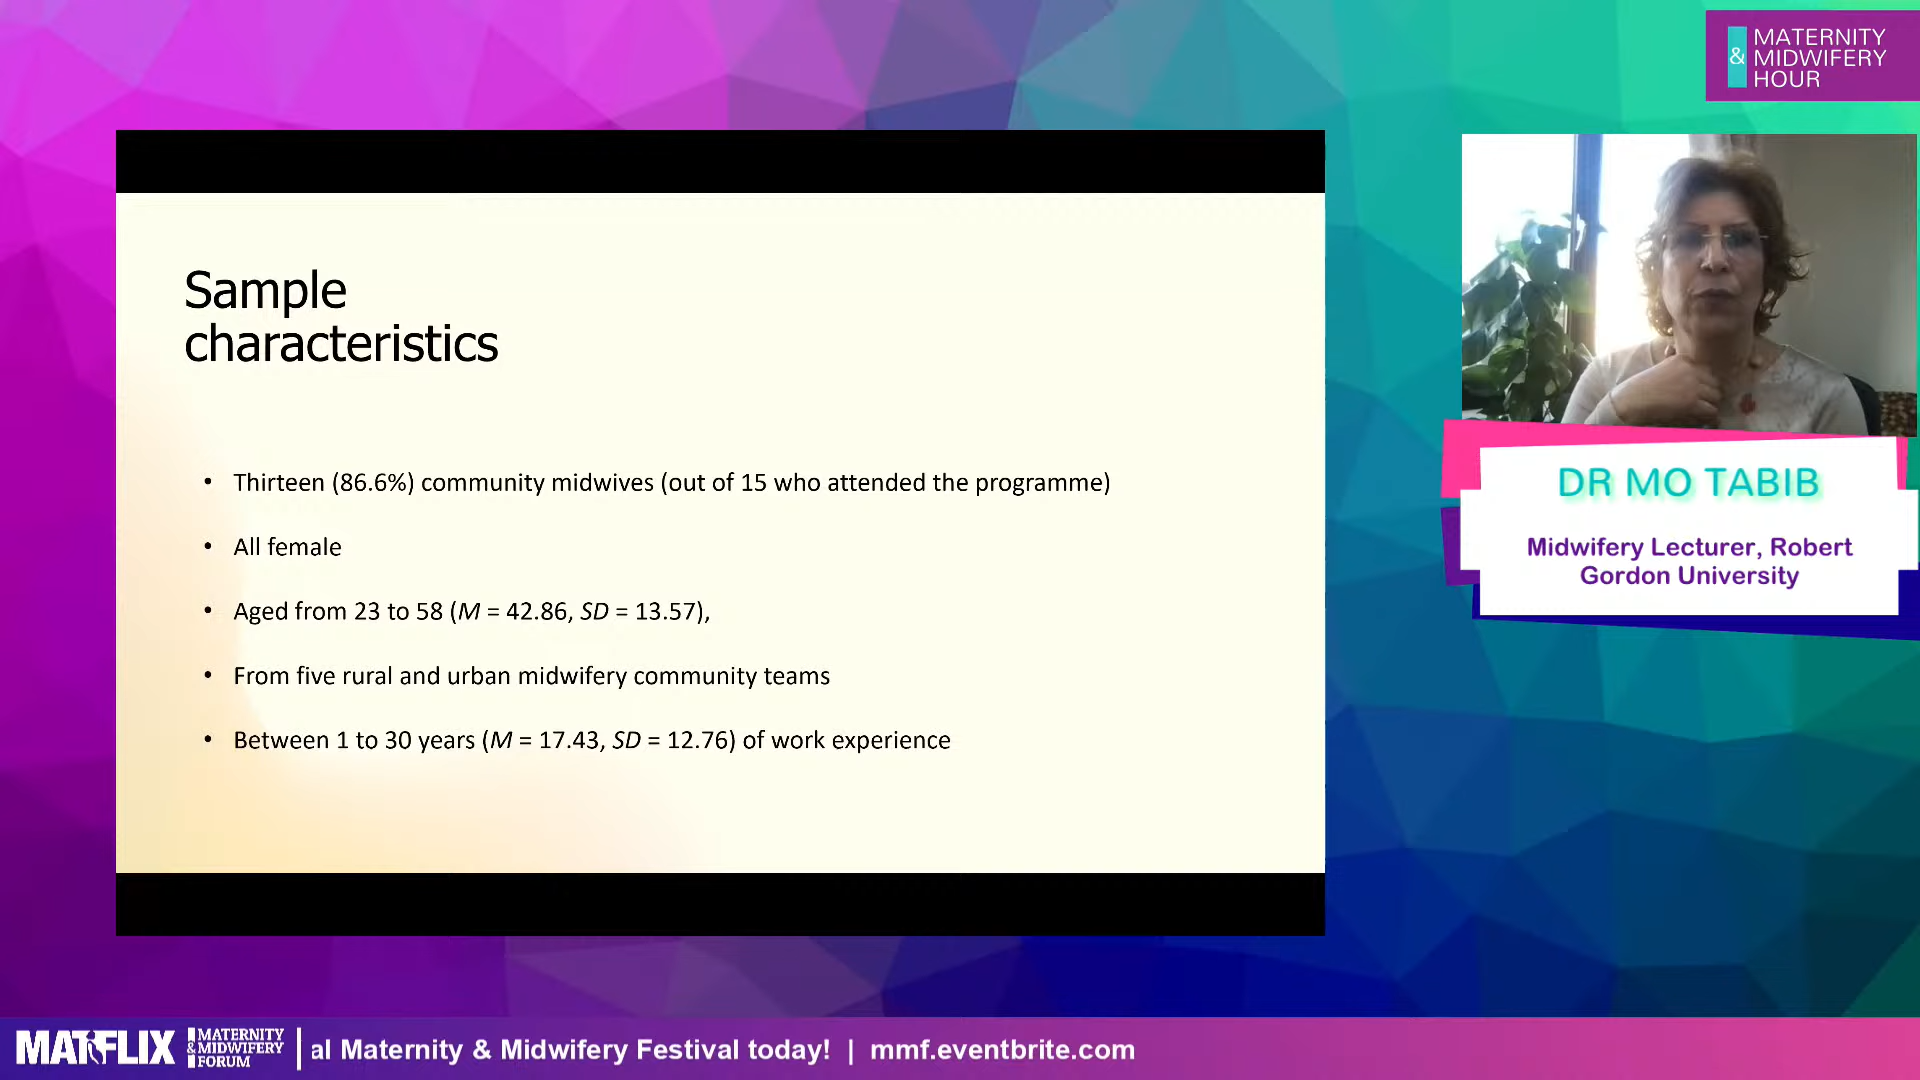 MATERNITY
& MIDWIFERY
HOUR
Sample
characteristics
• Thirteen (86.6%) community midwives (out of 15 who attended the programme)
• All female
• Aged from 23 to 58 (M = 42.86, SD = 13.57),
• From five rural and urban midwifery community teams
• Between 1 to 30 years (M = 17.43, SD = 12.76) of work experience
DR MO TABIB
Midwifery Lecturer, Robert
Gordon University
MATFLIX
MATERNITY
& MIDWIFERY
FORUM
al Maternity & Midwifery Festival today! | mmf.eventbrite.com